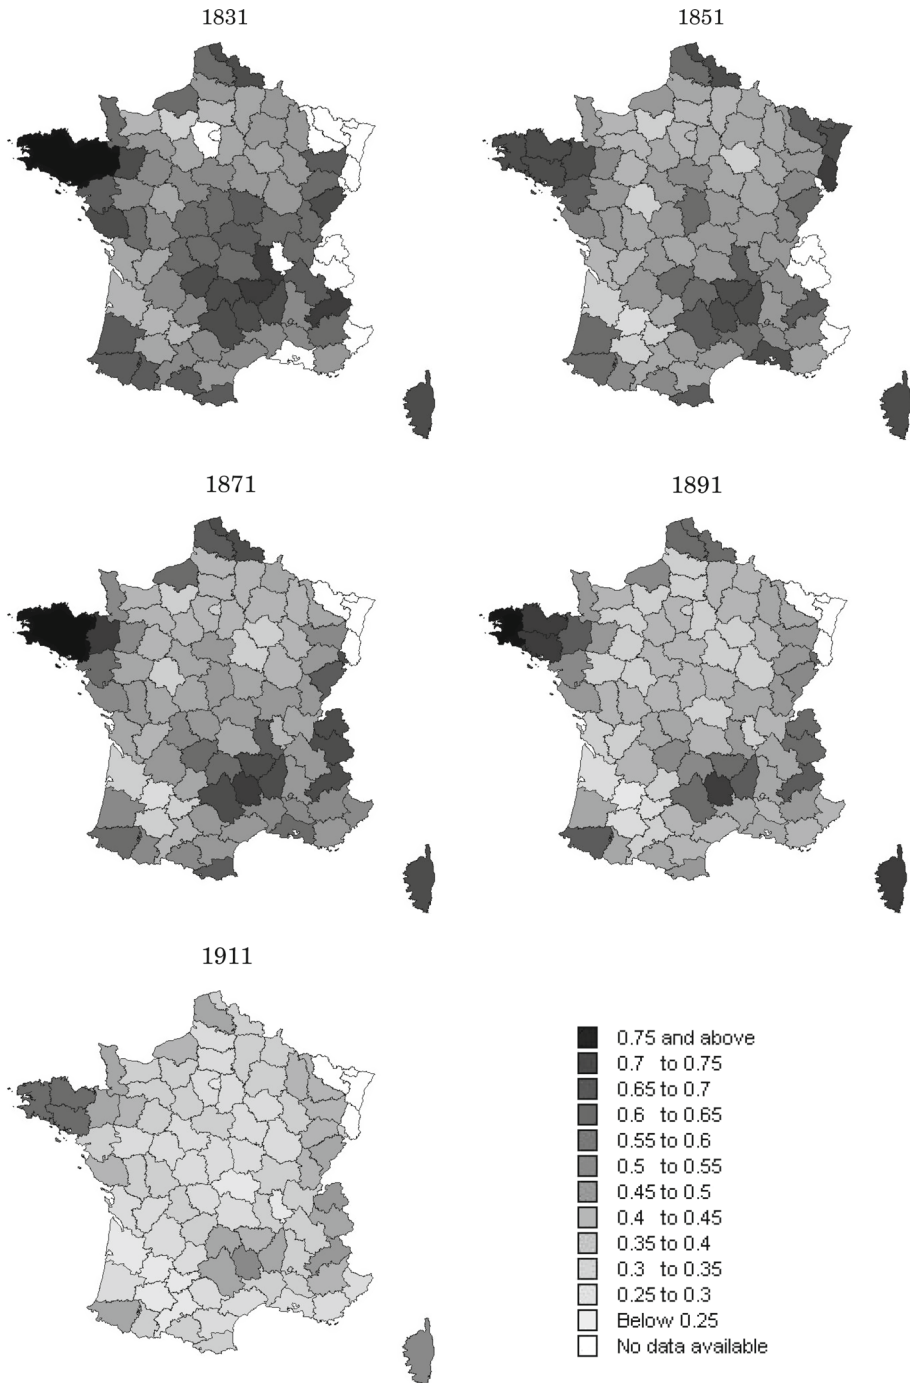 1831
1851
1871
1891
1911
0.75 and above
0.7 to 0.75
0.65 to 0.7
0.6 to 0.65
0.55 to 0.6
0.5 to 0.55
0.45 to 0.5
0.4 to 0.45
0.35 to 0.4
0.3 to 0.35
0.25 to 0.3
Below 0.25
No data available